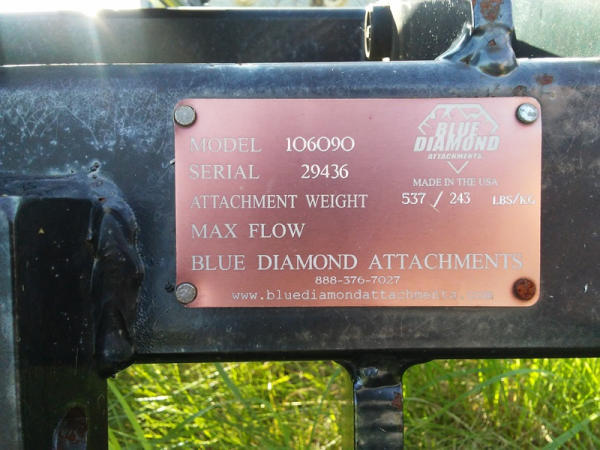 MODEL 106090
BLUE
DIAMOND
ATTACHMENTS
SERIAL 29436
MADE IN THE USA
ATTACHMENT WEIGHT 537 / 243 LBS/KG
MAX FLOW
BLUE DIAMOND ATTACHMENTS
888-376-7027
www.bluediamondattachments.com